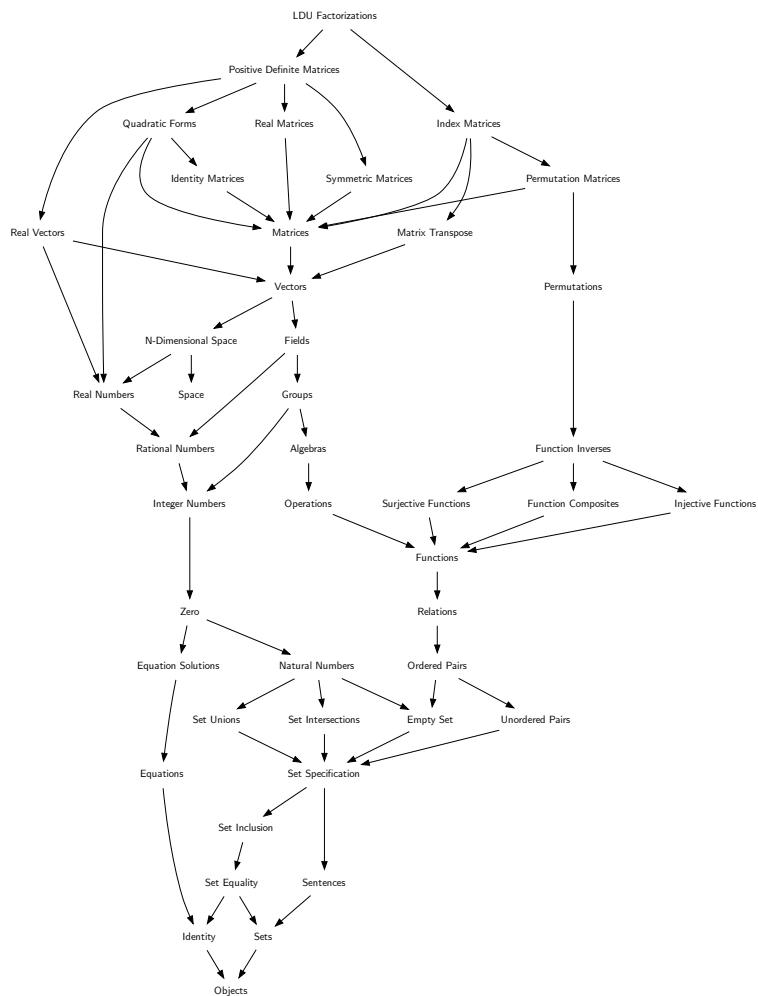 LDU Factorizations
Positive Definite Matrices
Quadratic Forms
Real Matrices
Index Matrices
Identity Matrices
Symmetric Matrices
Permutation Matrices
Real Vectors
Matrices
Matrix Transpose
Vectors
Permutations
N-Dimensional Space
Fields
Real Numbers
Space
Groups
Rational Numbers
Algebras
Function Inverses
Integer Numbers
Operations
Surjective Functions
Function Composites
Injective Functions
Functions
Zero
Relations
Equation Solutions
Natural Numbers
Ordered Pairs
Set Unions
Set Intersections
Empty Set
Unordered Pairs
Equations
Set Specification
Set Inclusion
Set Equality
Sentences
Identity
Sets
Objects